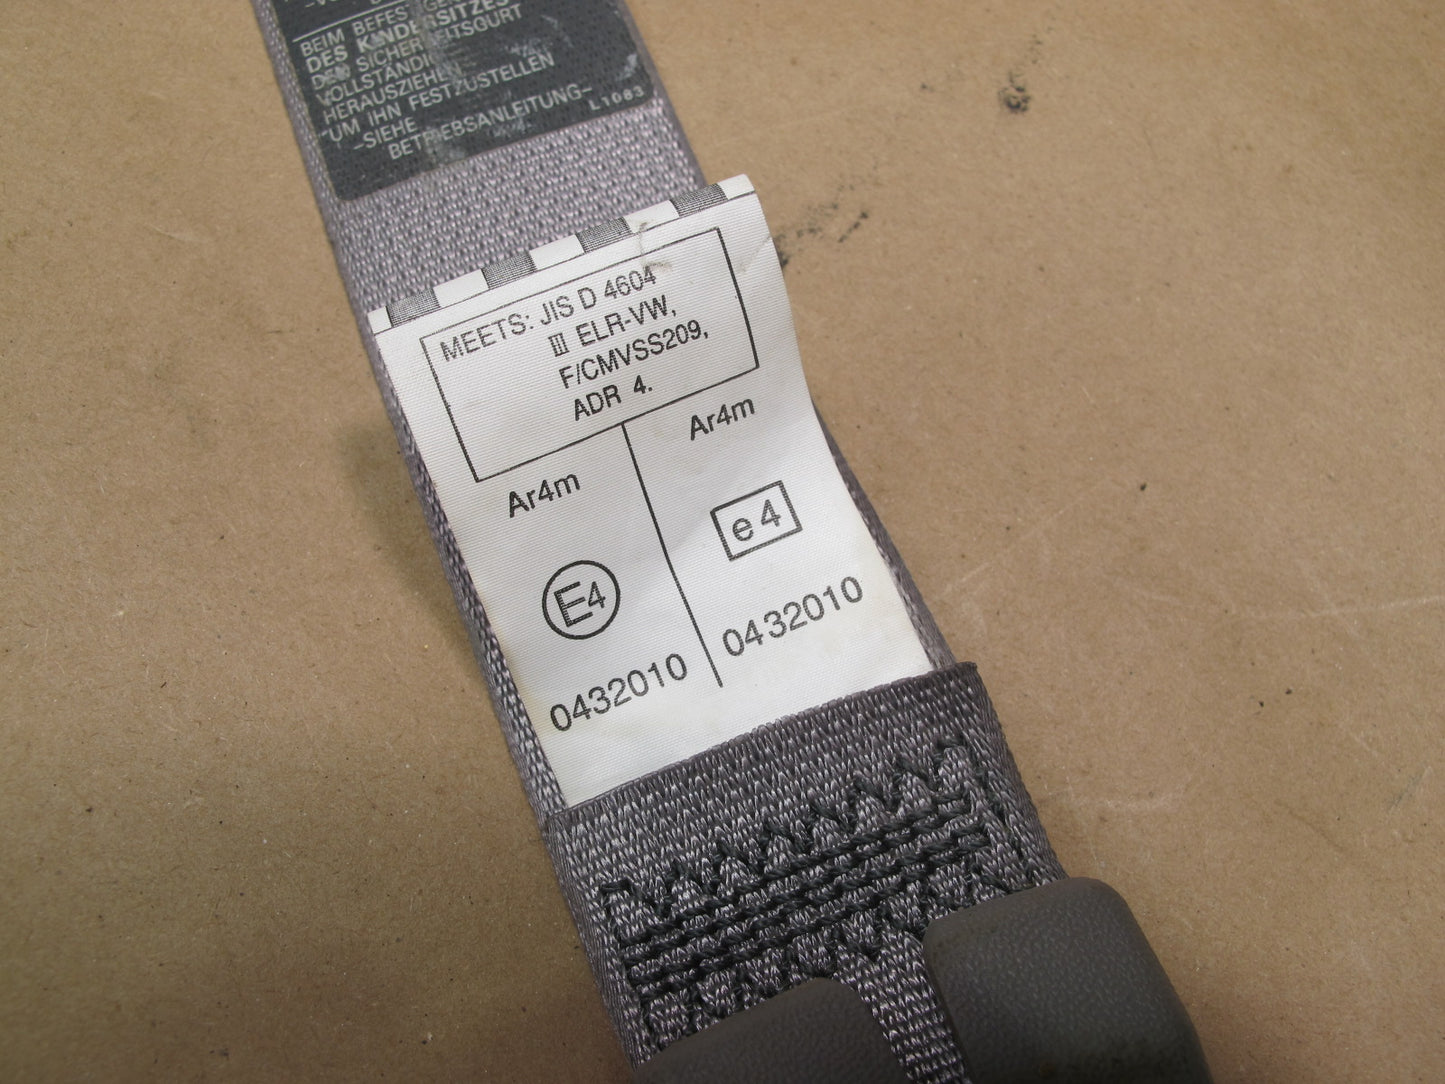 BEIM BEFESTIGEN
DES KINDERSITZES
DEN SICHERHEITSGURT
VOLLSTÄNDIG
HERAUSZIEHEN
UM IHN FESTZUSTELLEN
-SIEHE
BETRIEBSANLEITUNG-
L1083
MEETS: JIS D 4604
III ELR-VW,
F/CMVSS209,
ADR 4.
Ar4m
Ar4m
E4
e4
0432010
0432010